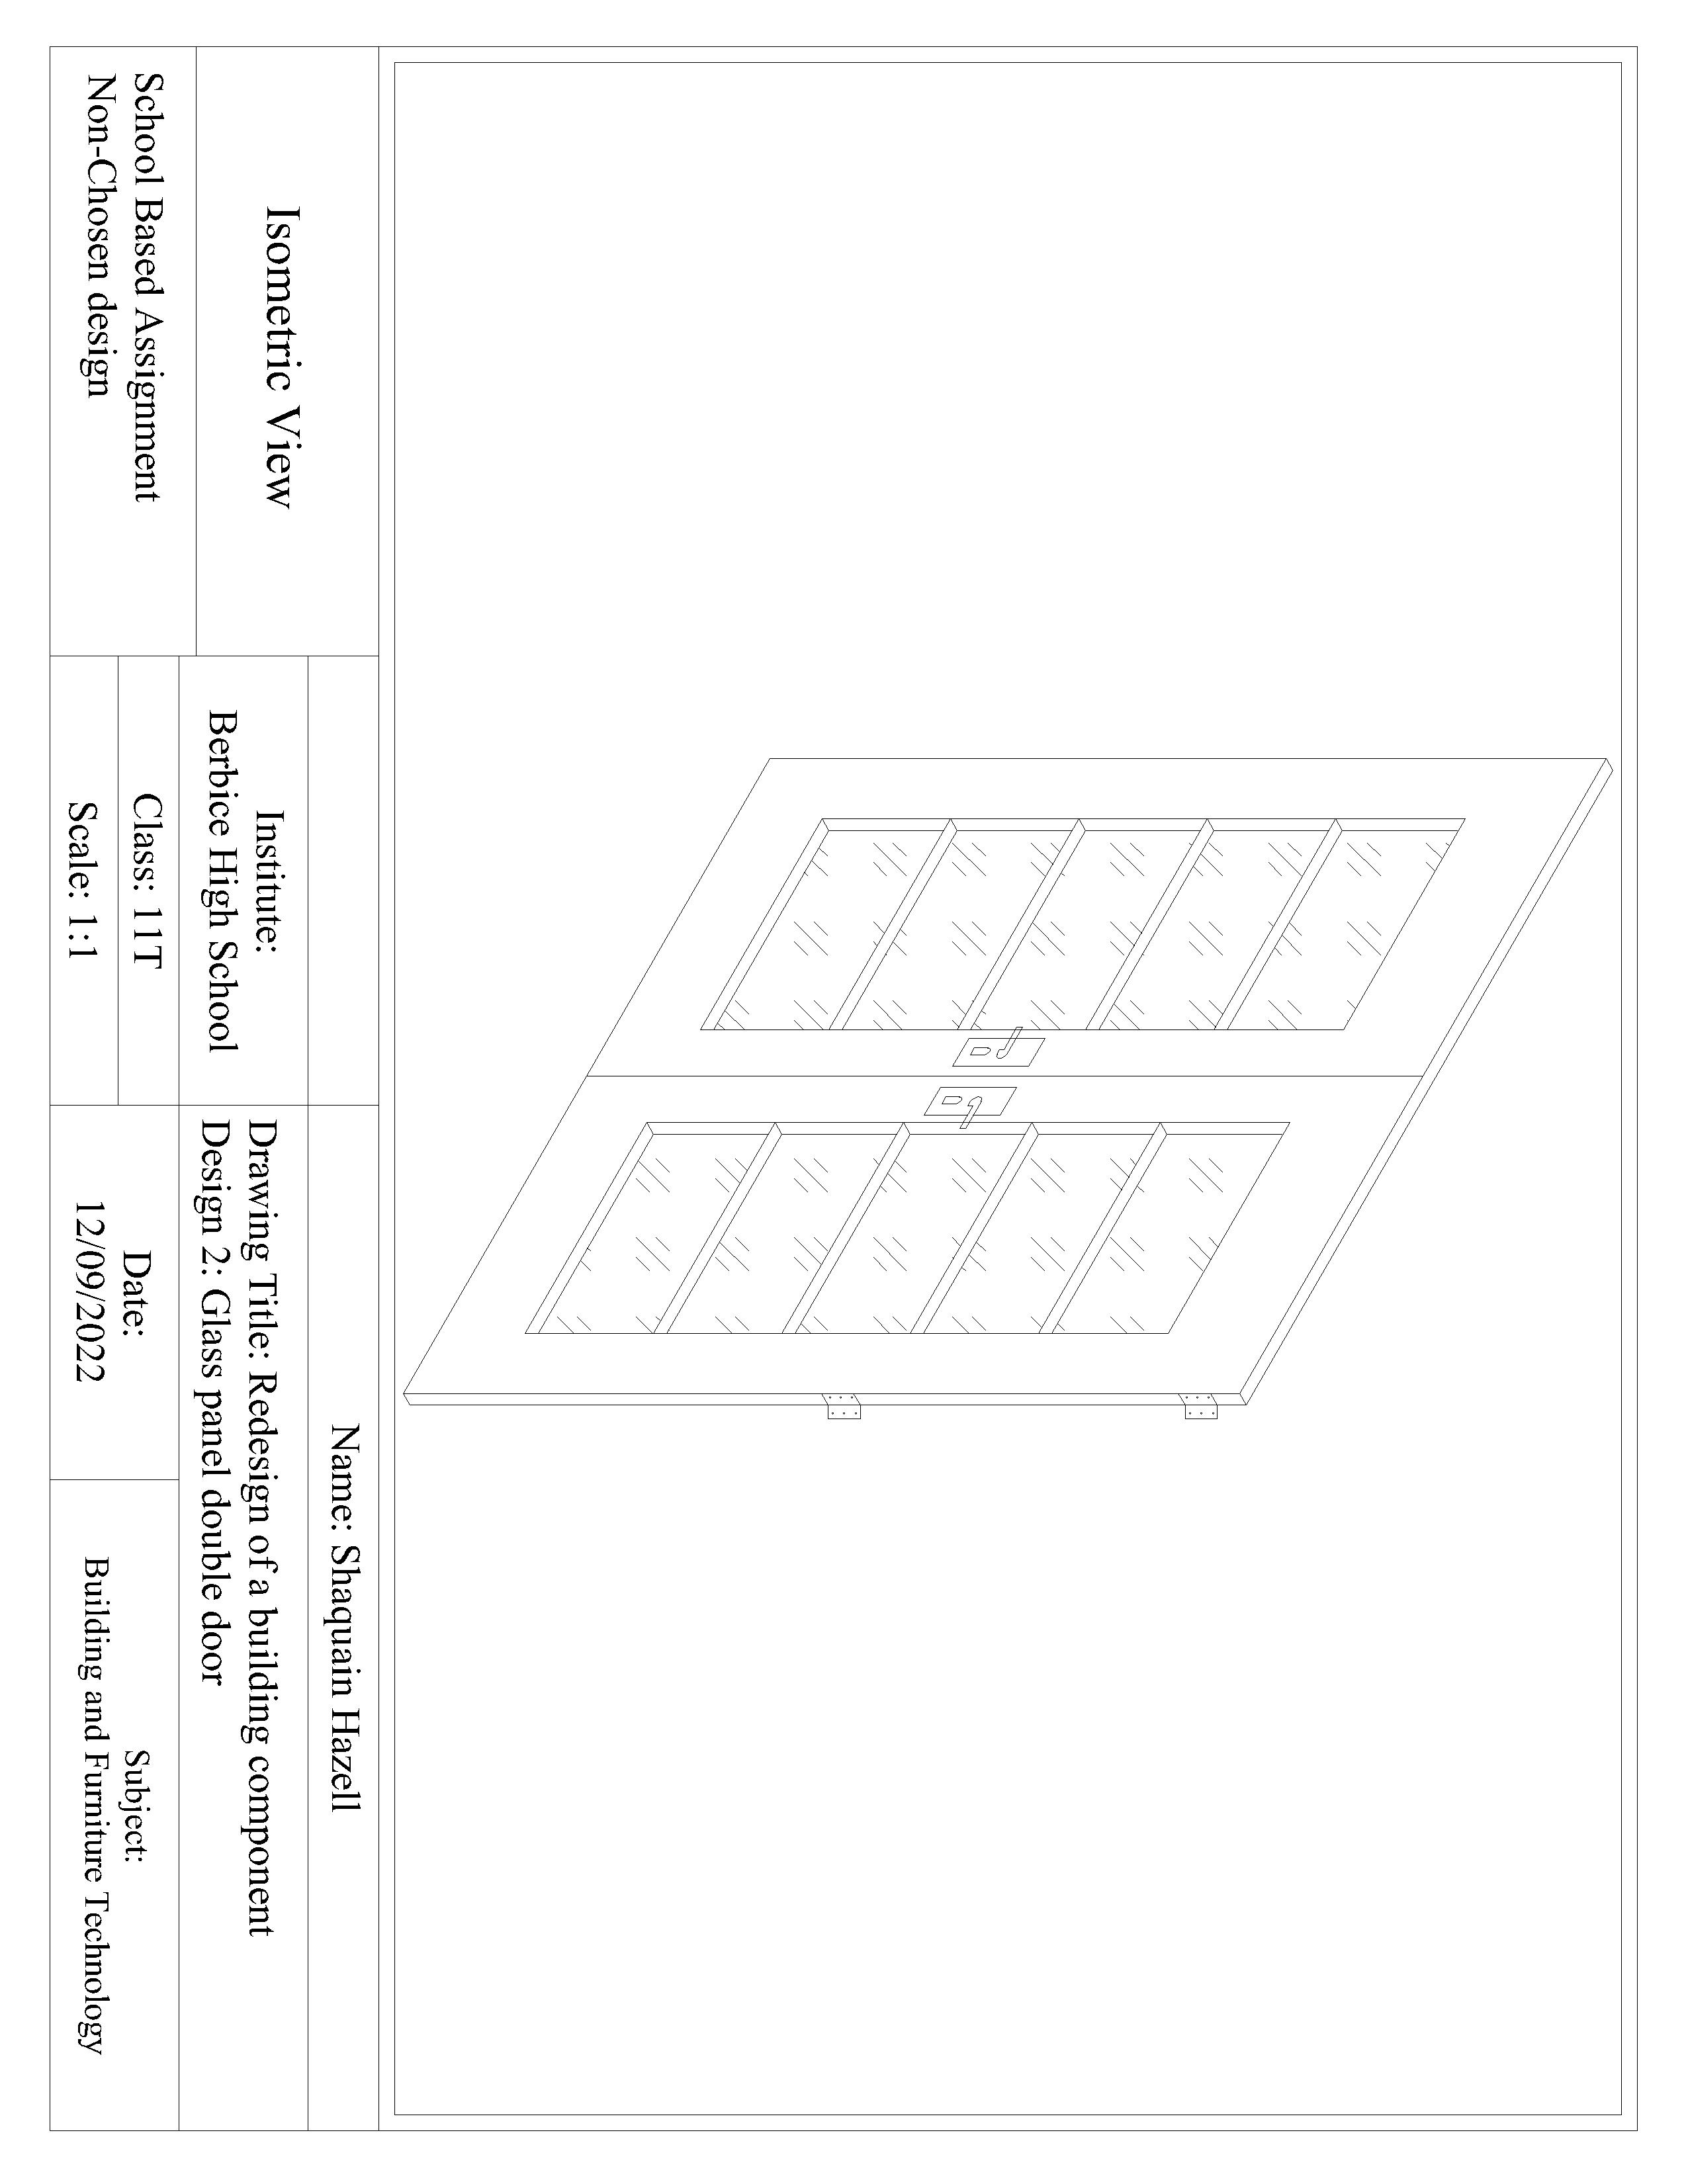 Isometric View
School Based Assignment
Non-Chosen design
Institute:
Berbice High School
Class: 11T
Scale: 1:1
Name: Shaquain Hazell
Drawing Title: Redesign of a building component
Design 2: Glass panel double door
Date:
12/09/2022
Subject:
Building and Furniture Technology